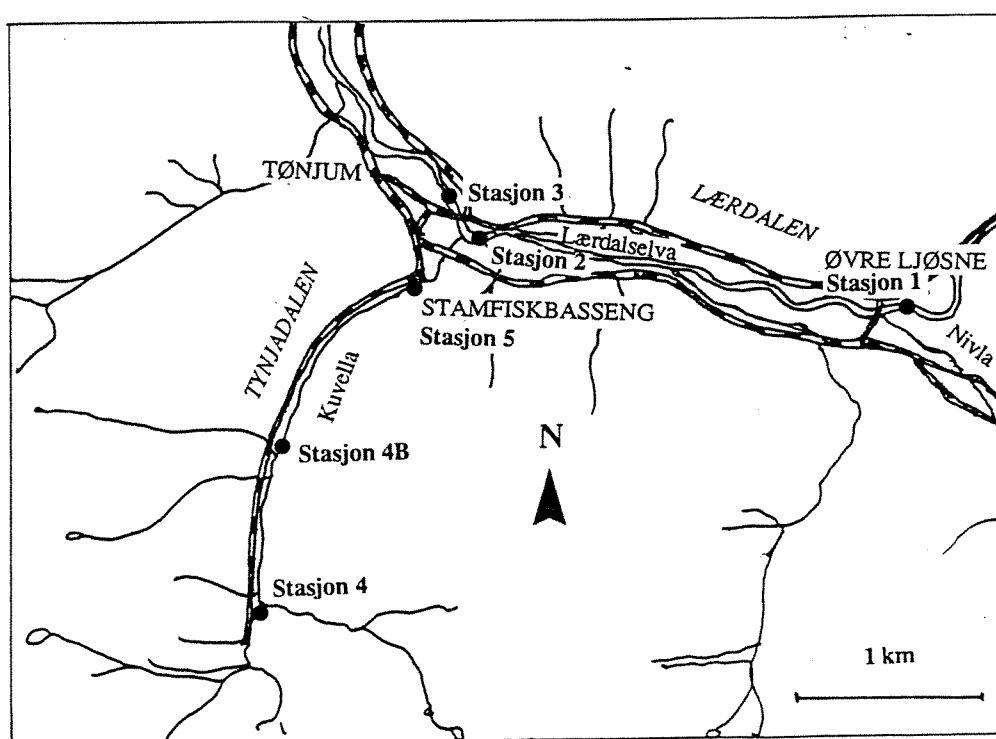 TØNJUM
Stasjon 3
LÆRDALEN
Lærdalselva
Stasjon 2
ØVRE LJØSNE
Stasjon 1
STAMFISKBASSENG
Stasjon 5
Nivla
TYNJADALEN
Kuvella
N
Stasjon 4B
Stasjon 4
1 km